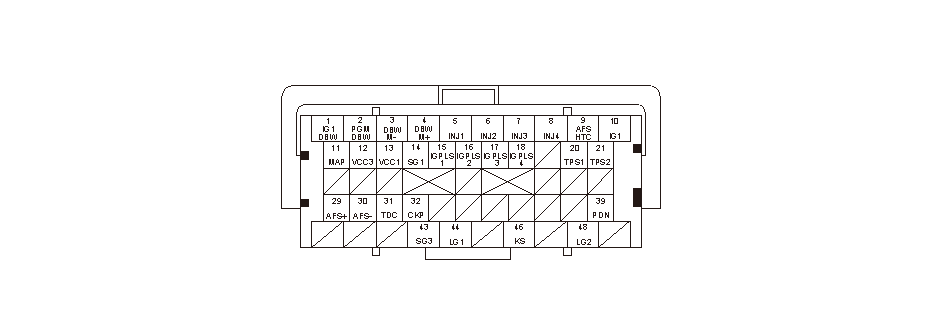 1 2 3 4 5 6 7 8 9 10
IG1 DBW PGM DBW DBW M- DBW M+ INJ1 INJ2 INJ3 INJ4 AFS HTC IG1
11 12 13 14 15 16 17 18 20 21
MAP VCC3 VCC1 SG1 IGPLS 1 IGPLS 2 IGPLS 3 IGPLS 4 TPS1 TPS2
29 30 31 32 39
AFS+ AFS- TDC CKP PDN
43 44 46 48
SG3 LG1 KS LG2